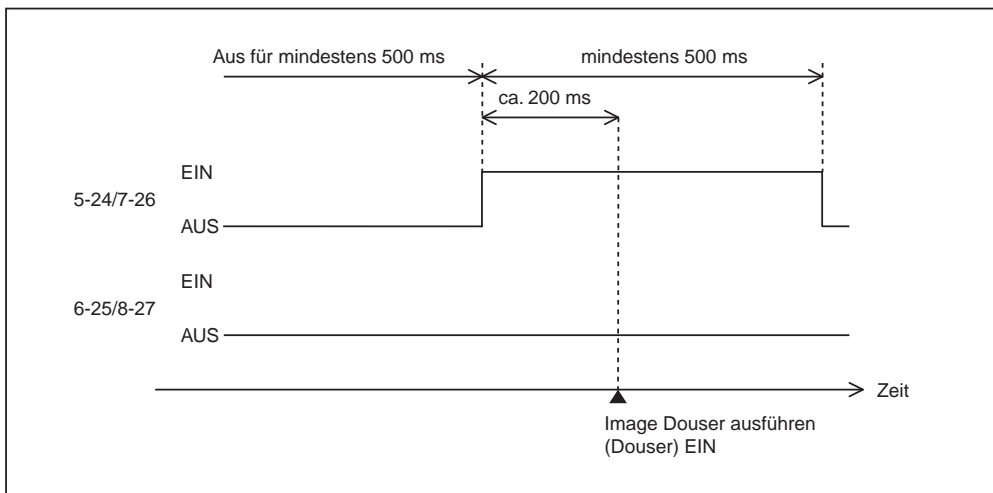 Aus für mindestens 500 ms
mindestens 500 ms
ca. 200 ms
EIN
5-24/7-26
AUS
EIN
6-25/8-27
AUS
Zeit
Image Douser ausführen
(Douser) EIN